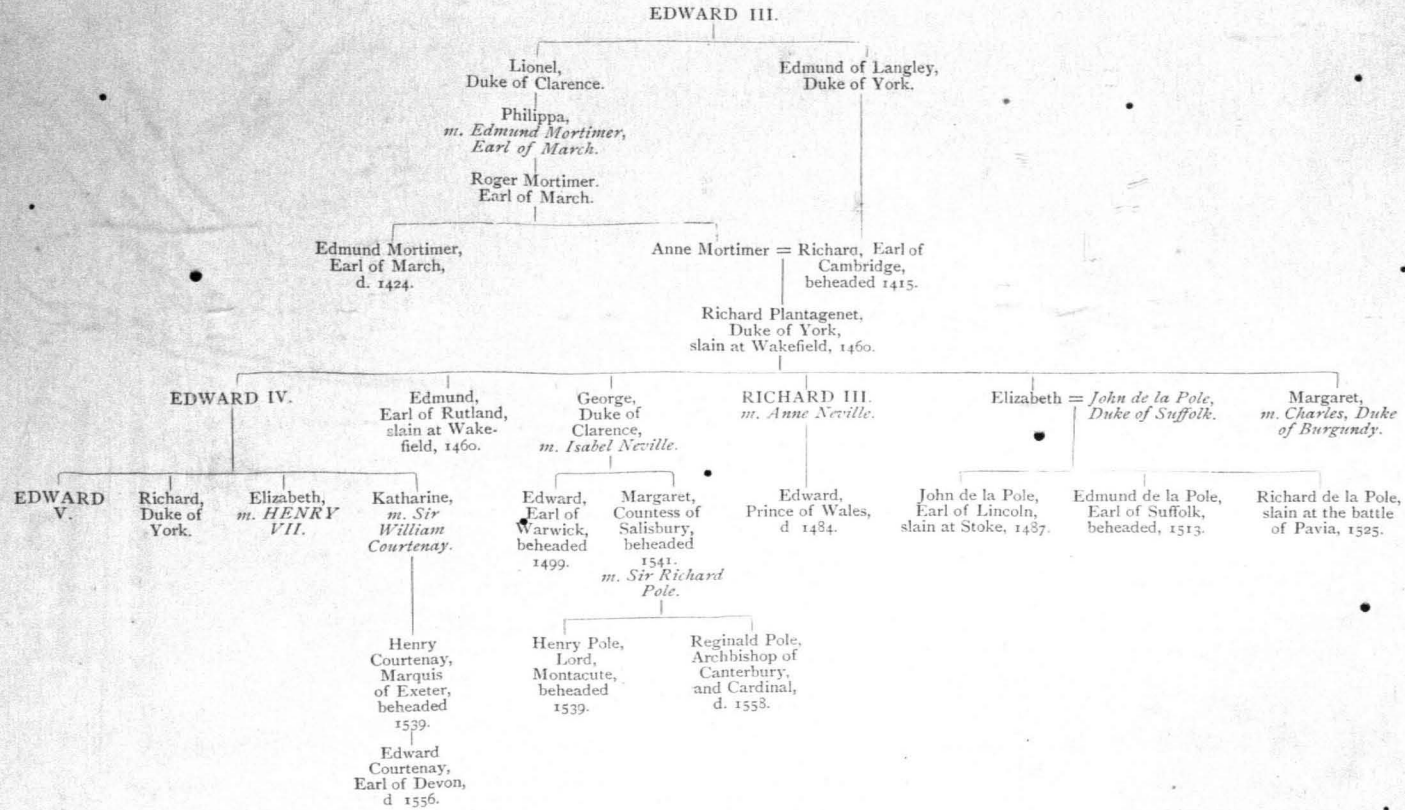 EDWARD III.
Lionel,
Duke of Clarence.
Edmund of Langley,
Duke of York.
Philippa,
m. Edmund Mortimer,
Earl of March.
Roger Mortimer.
Earl of March.
Edmund Mortimer,
Earl of March,
d. 1424.
Anne Mortimer = Richard, Earl of
Cambridge,
beheaded 1415.
Richard Plantagenet,
Duke of York,
slain at Wakefield, 1460.
EDWARD IV.
Edmund,
Earl of Rutland,
slain at Wake-
field, 1460.
George,
Duke of
Clarence,
m. Isabel Neville.
RICHARD III.
m. Anne Neville.
Elizabeth = John de la Pole,
Duke of Suffolk.
Margaret,
m. Charles, Duke
of Burgundy.
EDWARD
V.
Richard,
Duke of
York.
Elizabeth,
m. HENRY
VII.
Katharine,
m. Sir
William
Courtenay.
Edward,
Earl of
Warwick,
beheaded
1499.
Margaret,
Countess of
Salisbury,
beheaded
1541.
m. Sir Richard
Pole.
Edward,
Prince of Wales,
d 1484.
John de la Pole,
Earl of Lincoln,
slain at Stoke, 1487.
Edmund de la Pole,
Earl of Suffolk,
beheaded, 1513.
Richard de la Pole,
slain at the battle
of Pavia, 1525.
Henry
Courtenay,
Marquis
of Exeter,
beheaded
1539.
Henry Pole,
Lord,
Montacute,
beheaded
1539.
Reginald Pole,
Archbishop of
Canterbury,
and Cardinal,
d. 1558.
Edward
Courtenay,
Earl of Devon,
d 1556.